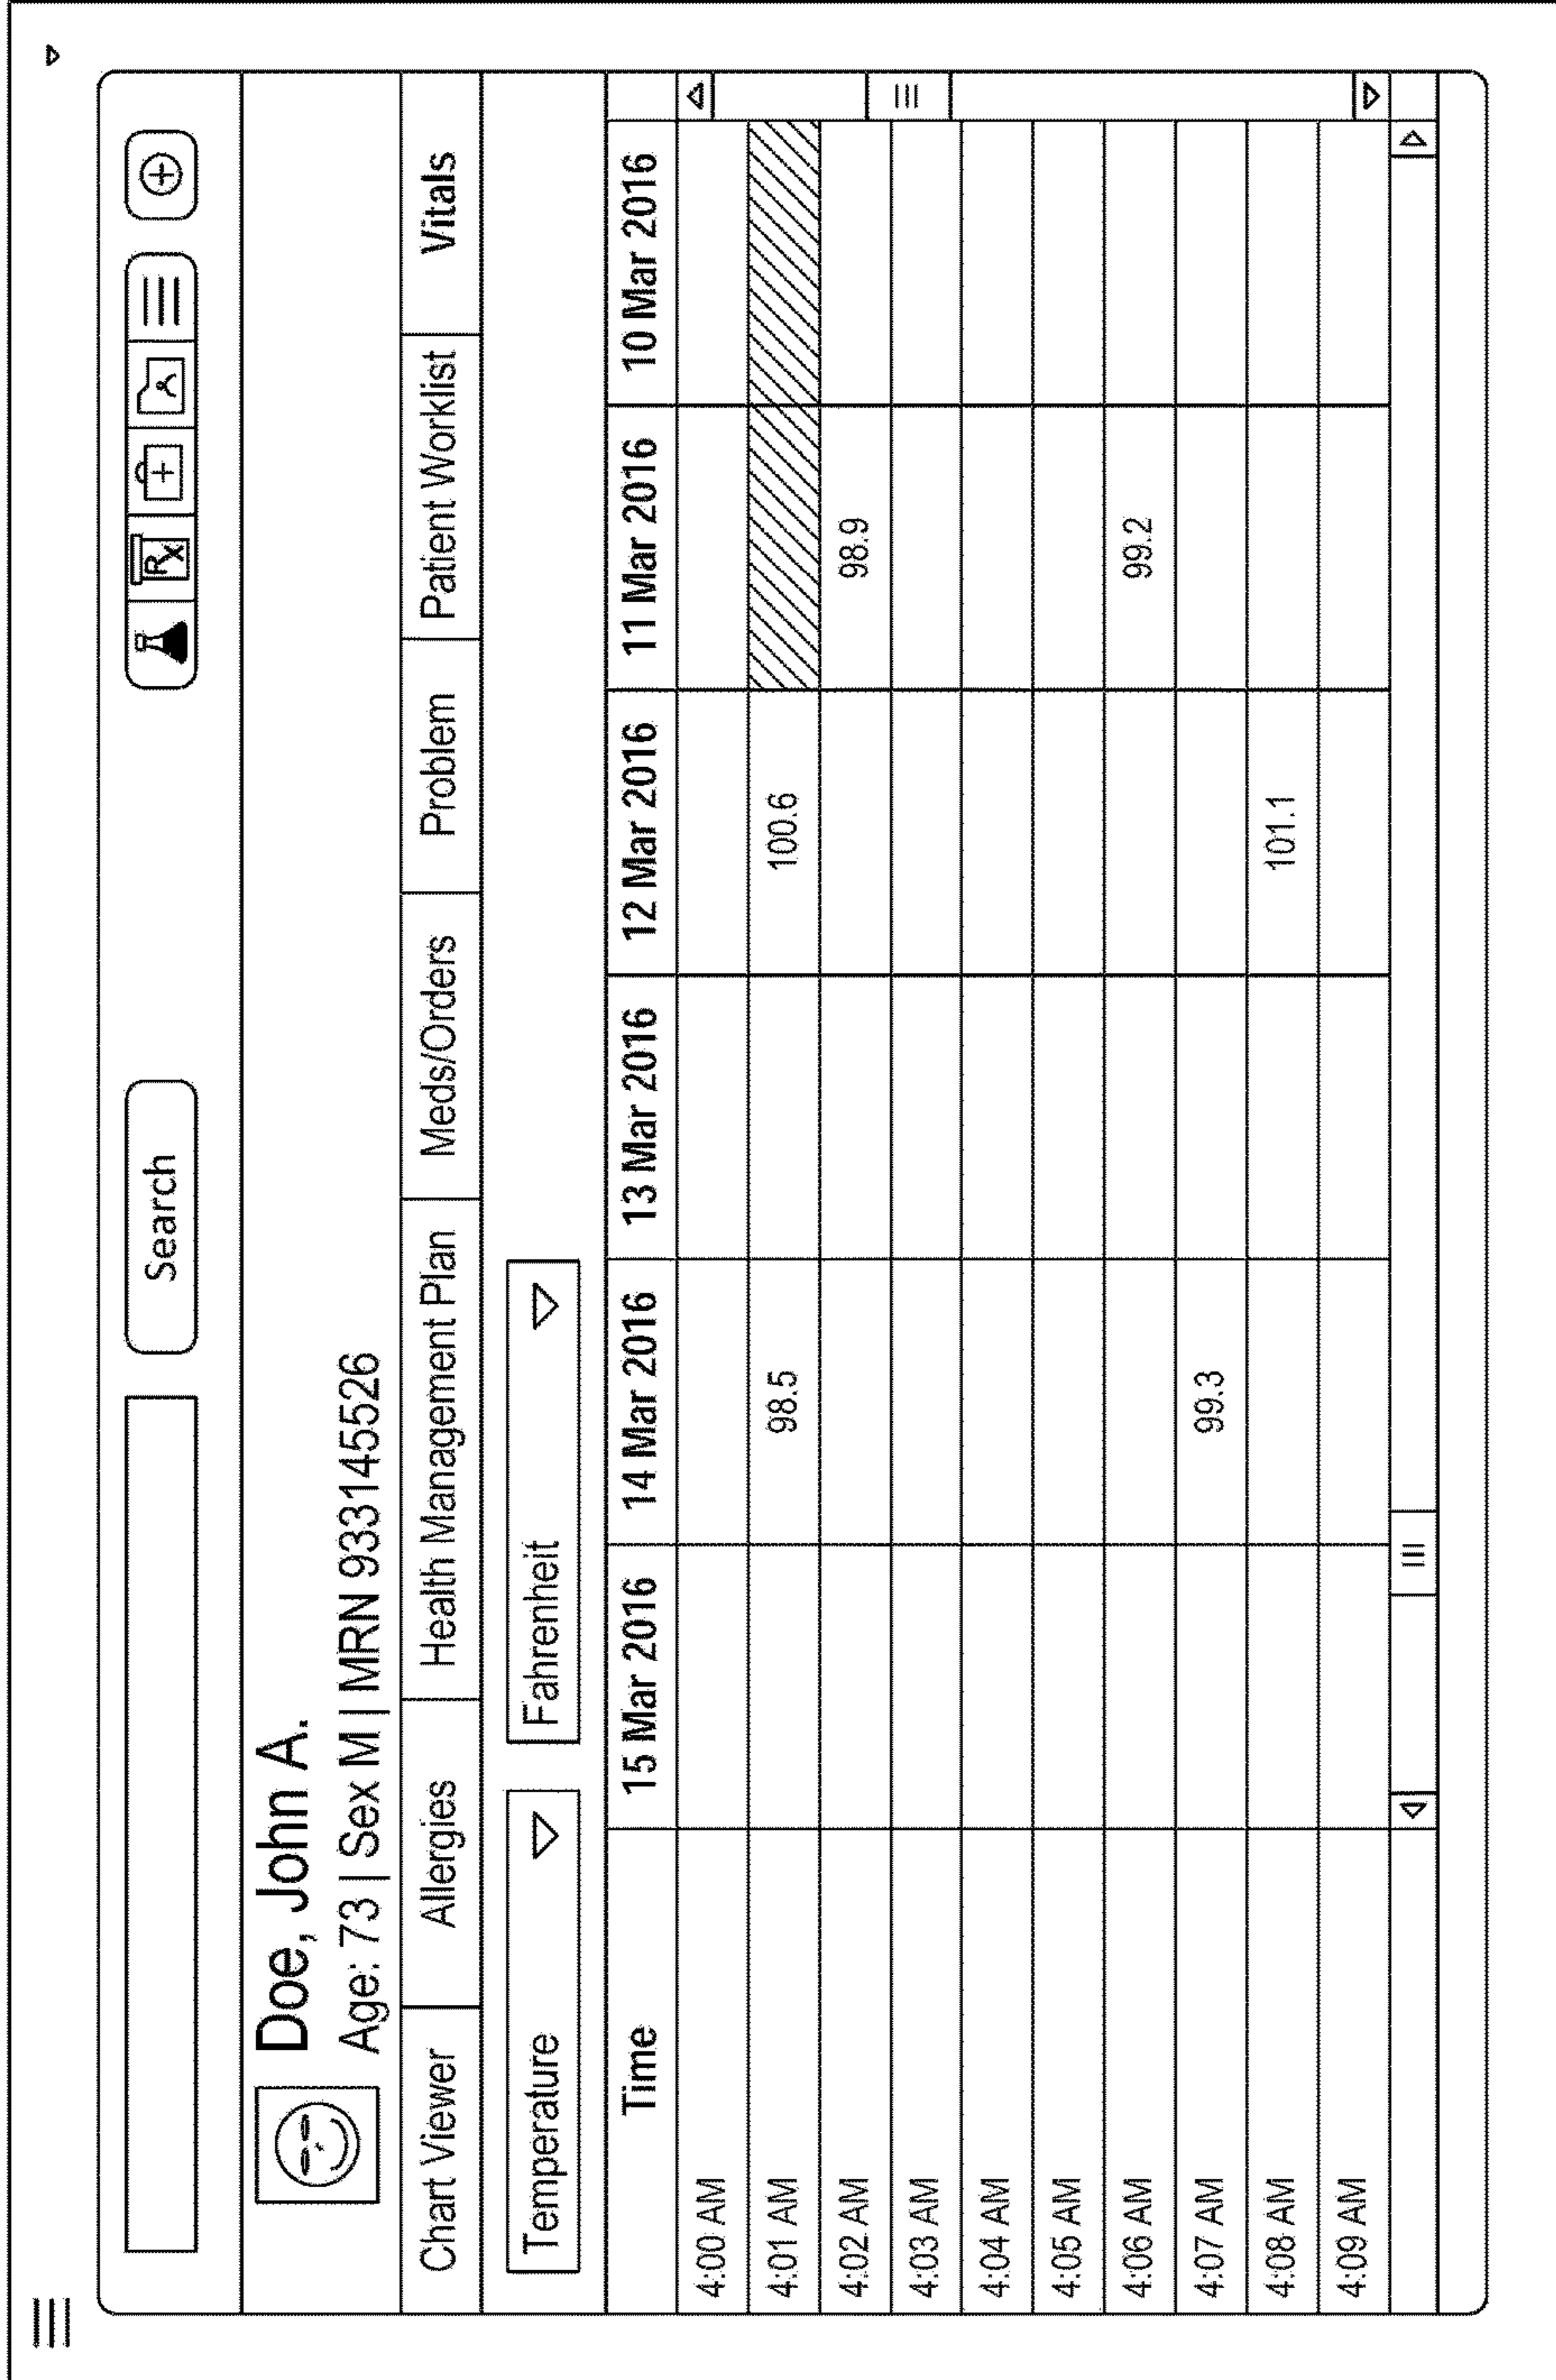 Search
Rx
Doe, John A.
Age: 73 | Sex M | MRN 933145526
Chart Viewer Allergies Health Management Plan Meds/Orders Problem Patient Worklist Vitals
Temperature Fahrenheit
Time 15 Mar 2016 14 Mar 2016 13 Mar 2016 12 Mar 2016 11 Mar 2016 10 Mar 2016
4:00 AM
4:01 AM 98.5 100.6
4:02 AM 98.9
4:03 AM
4:04 AM
4:05 AM
4:06 AM 99.2
4:07 AM 99.3
4:08 AM 101.1
4:09 AM